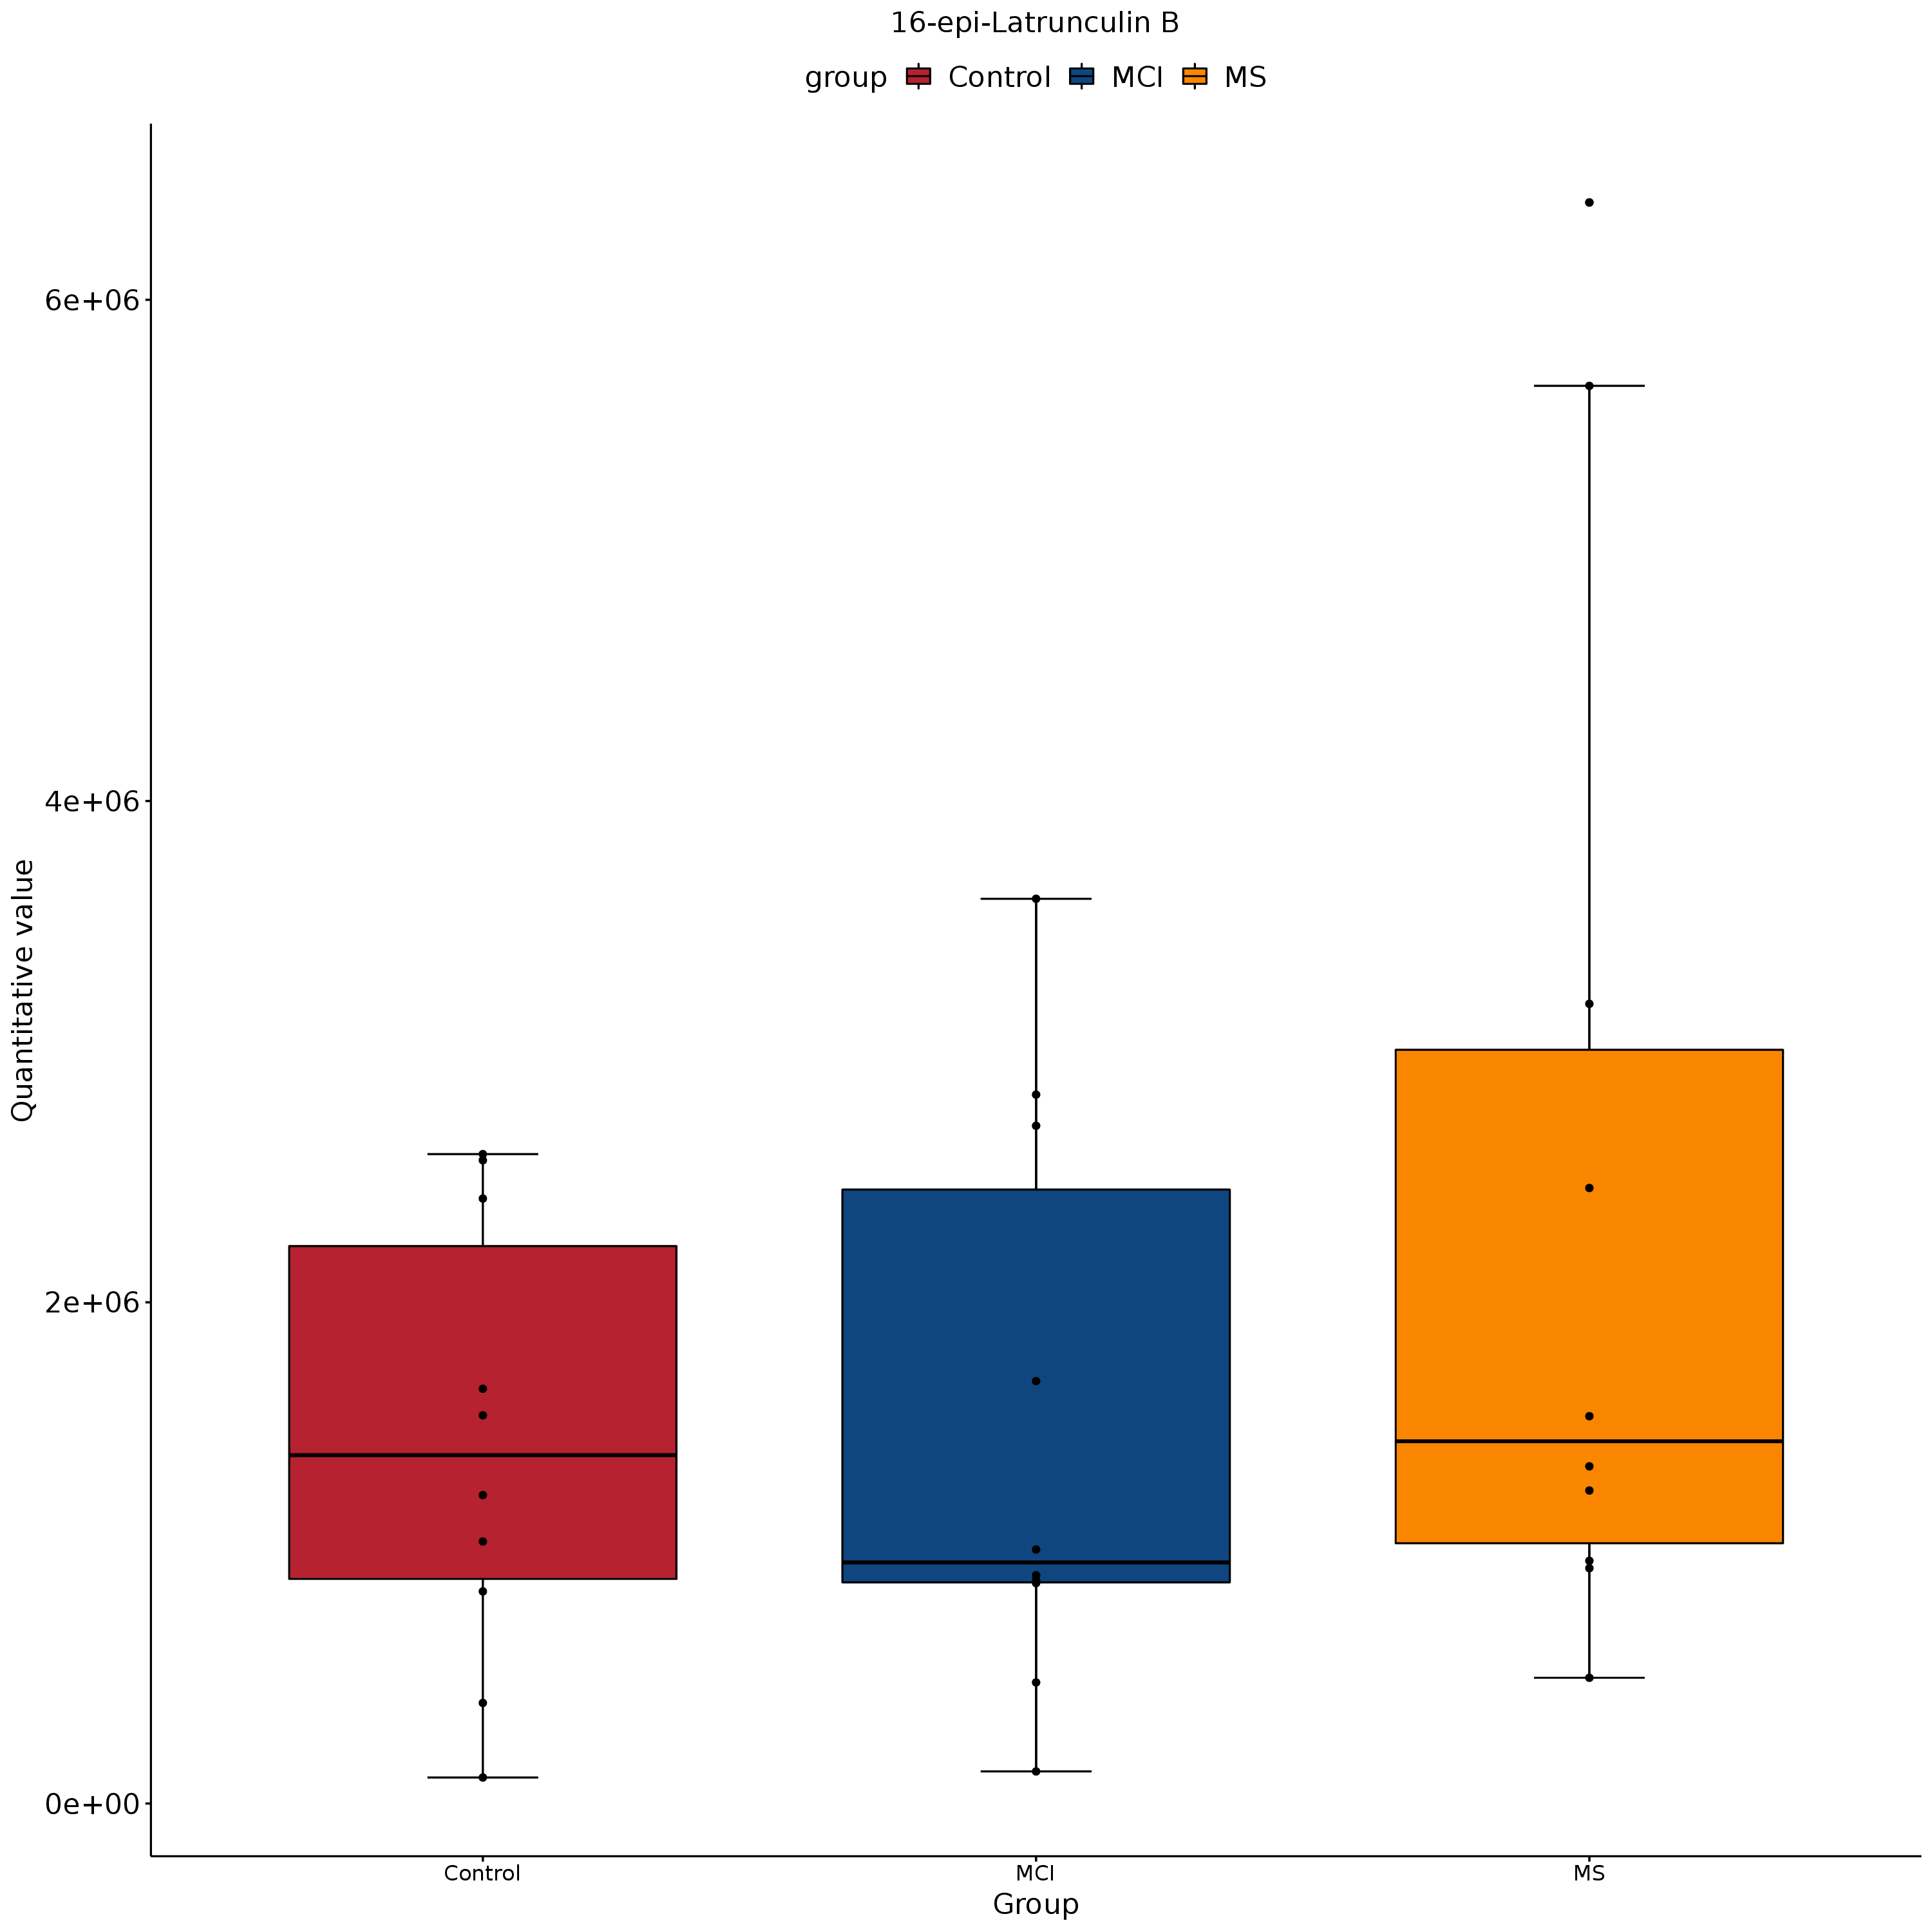 16-epi-Latrunculin B
group Control MCI MS
6e+06
4e+06
2e+06
0e+00
Quantitative value
Control MCI MS
Group